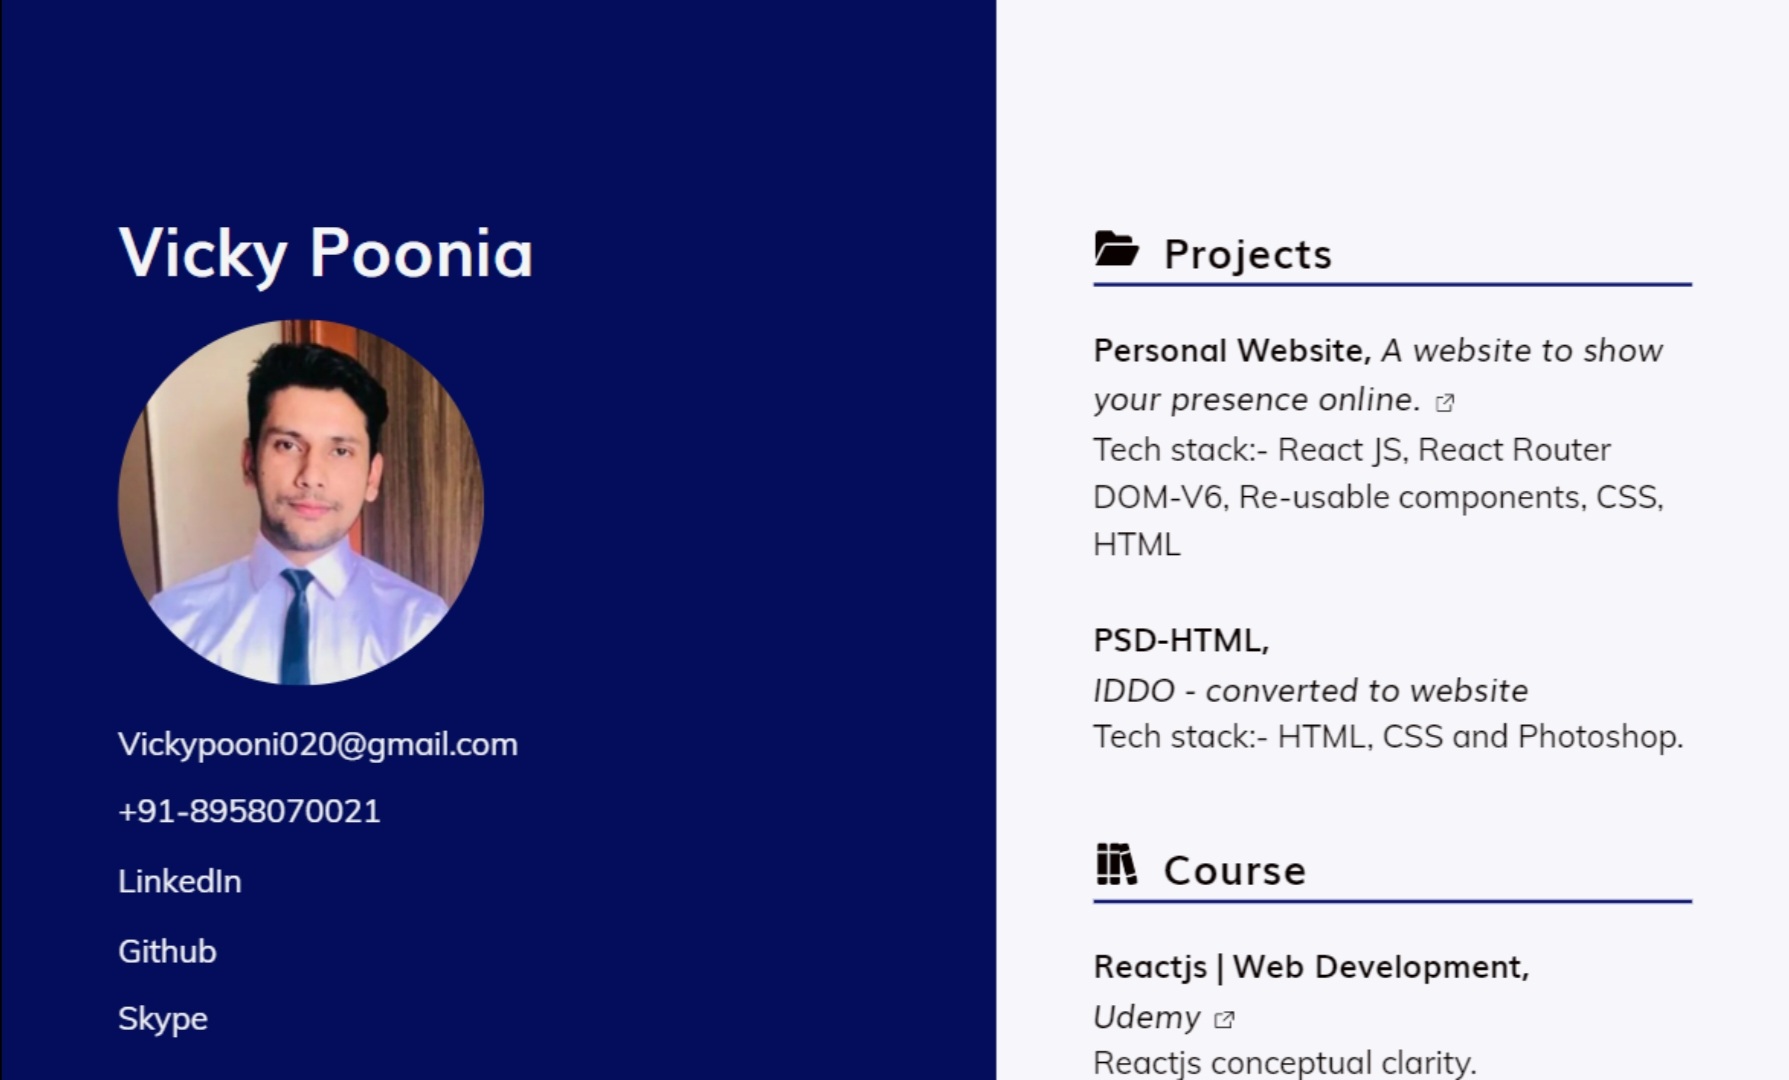 Vicky Poonia
Vickypooni020@gmail.com
+91-8958070021
LinkedIn
Github
Skype
Projects
Personal Website, A website to show
your presence online.
Tech stack:- React JS, React Router
DOM-V6, Re-usable components, CSS,
HTML
PSD-HTML,
IDDO - converted to website
Tech stack:- HTML, CSS and Photoshop.
Course
Reactjs | Web Development,
Udemy
Reactjs conceptual clarity.